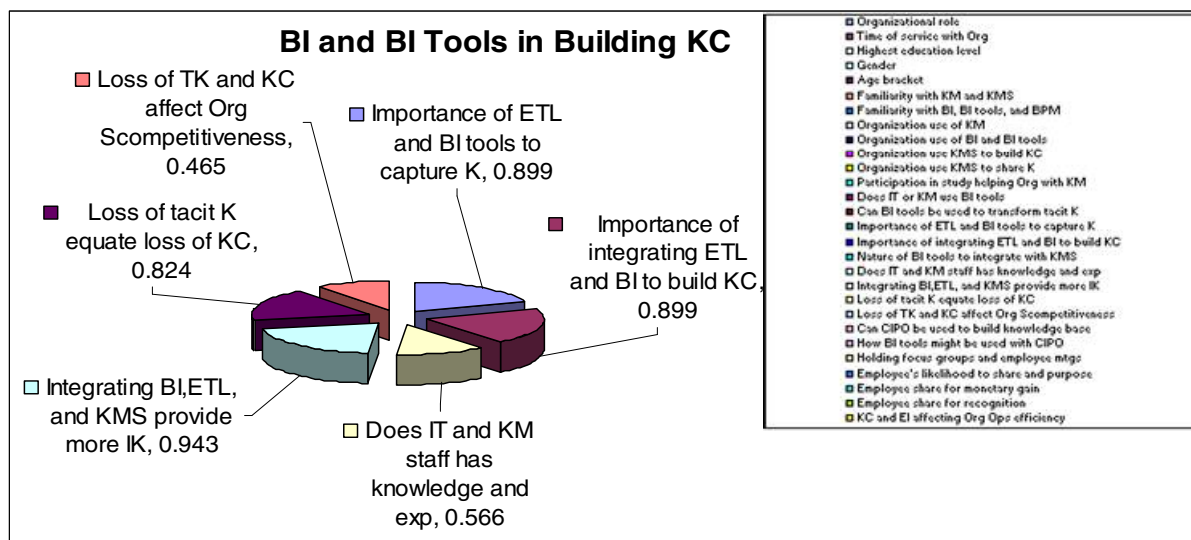 BI and BI Tools in Building KC
Loss of TK and KC
affect Org
Scompetitiveness,
0.465
Importance of ETL
and BI tools to
capture K, 0.899
Loss of tacit K
equate loss of KC,
0.824
Importance of
integrating ETL
and BI to build KC,
0.899
Integrating BI,ETL,
and KMS provide
more IK, 0.943
Does IT and KM
staff has
knowledge and
exp, 0.566
Organizational role
Time of service with Org
Highest education level
Gender
Age bracket
Familiarity with KM and KMS
Familiarity with BI, BI tools, and BPM
Organization use of KM
Organization use of BI and BI tools
Organization use KMS to build KC
Organization use KMS to share K
Participation in study helping Org with KM
Does IT or KM use BI tools
Can BI tools be used to transform tacit K
Importance of ETL and BI tools to capture K
Importance of integrating ETL and BI to build KC
Nature of BI tools to integrate with KMS
Does IT and KM staff has knowledge and exp
Integrating BI,ETL, and KMS provide more IK
Loss of tacit K equate loss of KC
Loss of TK and KC affect Org Scompetitiveness
Can CIPO be used to build knowledge base
How BI tools might be used with CIPO
Holding focus groups and employee mtgs
Employee's likelihood to share and purpose
Employee share for monetary gain
Employee share for recognition
KC and EI affecting Org Ops efficiency